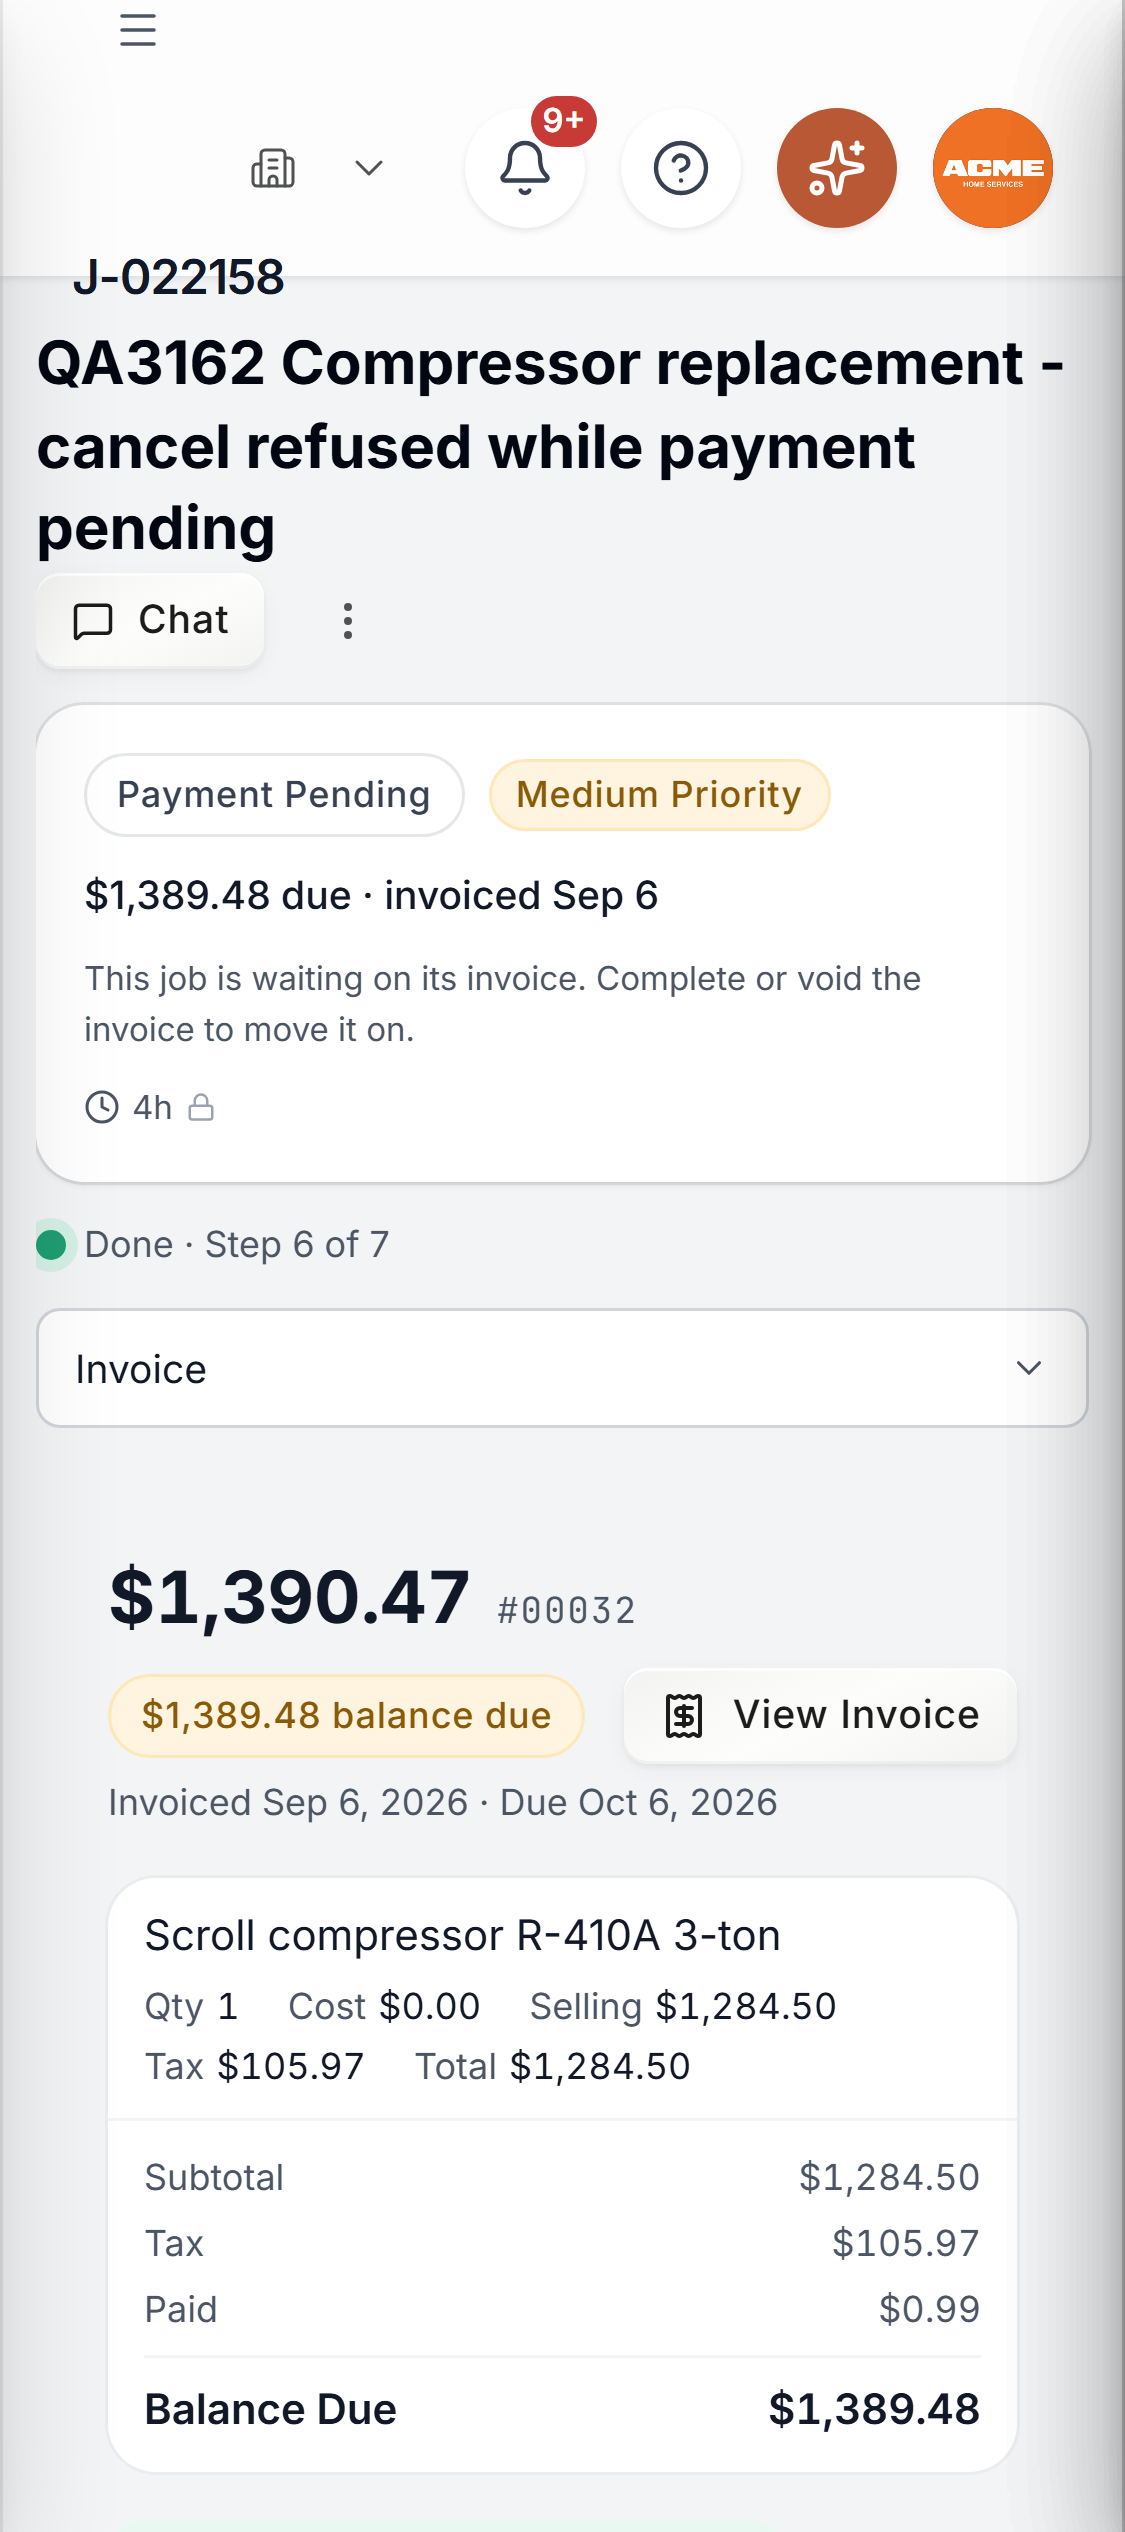 9+
ACME
HOME SERVICES
J-022158
QA3162 Compressor replacement -
cancel refused while payment
pending
Chat
Payment Pending
Medium Priority
$1,389.48 due · invoiced Sep 6
This job is waiting on its invoice. Complete or void the
invoice to move it on.
4h
Done · Step 6 of 7
Invoice
$1,390.47 #00032
$1,389.48 balance due
View Invoice
Invoiced Sep 6, 2026 · Due Oct 6, 2026
Scroll compressor R-410A 3-ton
Qty 1 Cost $0.00 Selling $1,284.50
Tax $105.97 Total $1,284.50
Subtotal $1,284.50
Tax $105.97
Paid $0.99
Balance Due $1,389.48